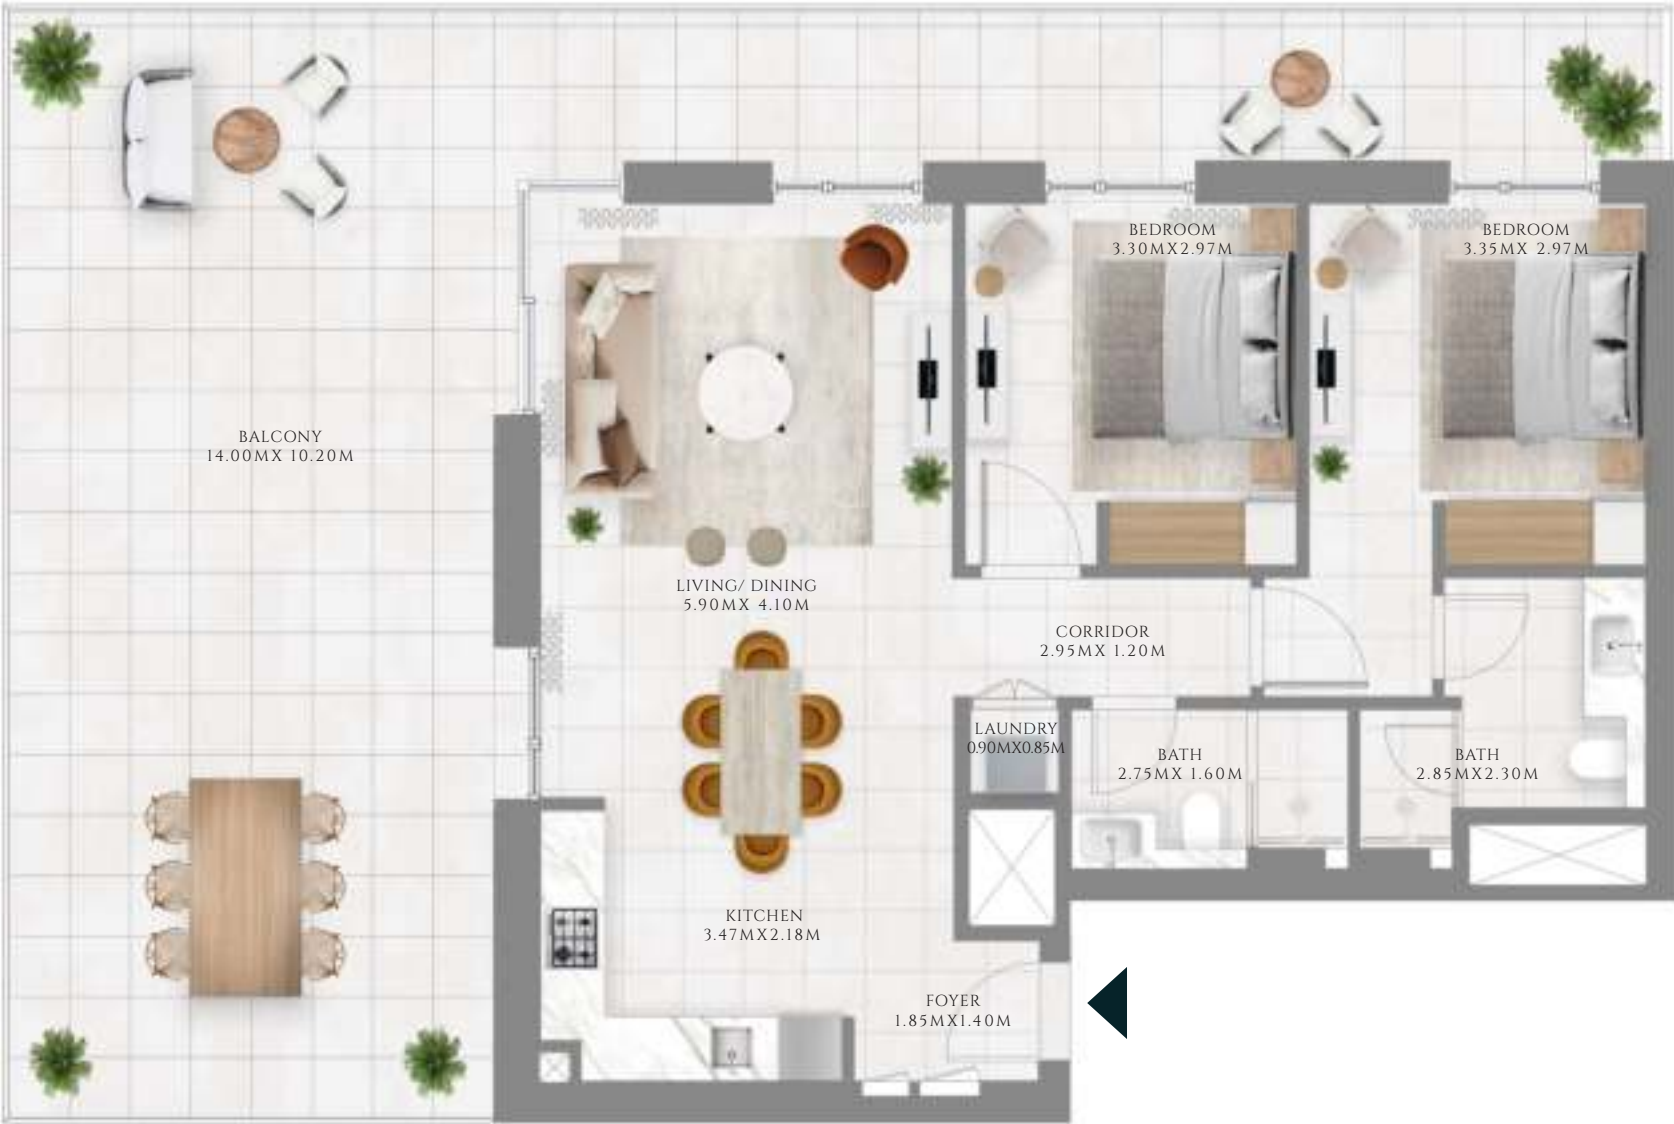 BEDROOM
3.30MX2.97M
BEDROOM
3.35MX 2.97M
BALCONY
14.00MX 10.20M
LIVING/ DINING
5.90MX 4.10M
CORRIDOR
2.95MX 1.20M
LAUNDRY
0.90MX0.85M
BATH
2.75MX 1.60M
BATH
2.85MX2.30M
KITCHEN
3.47MX2.18M
FOYER
1.85MX1.40M